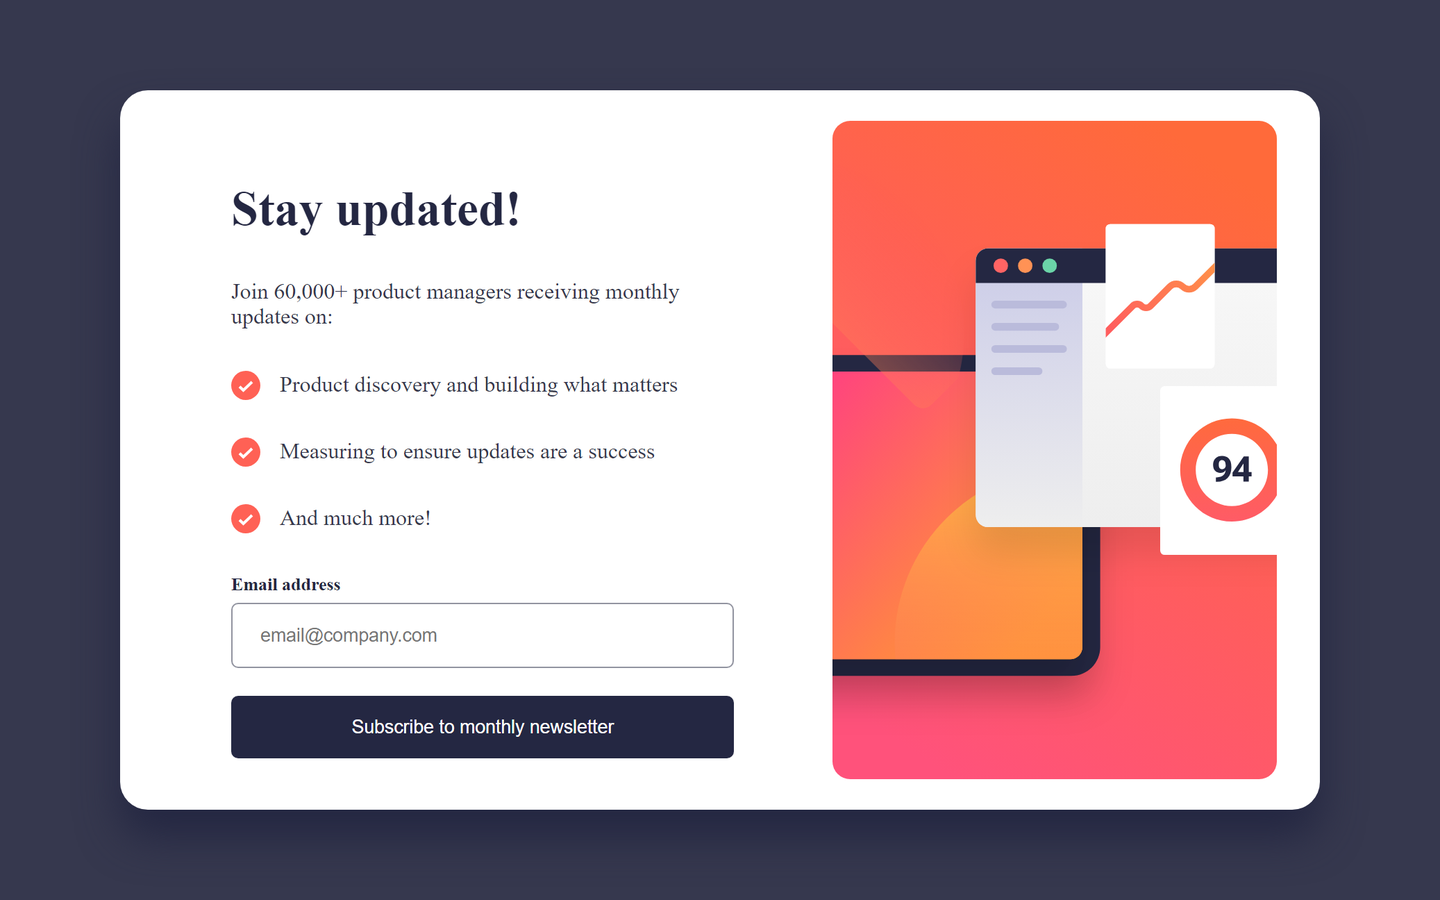 Stay updated!
Join 60,000+ product managers receiving monthly
updates on:
Product discovery and building what matters
Measuring to ensure updates are a success
And much more!
Email address
email@company.com
Subscribe to monthly newsletter
94